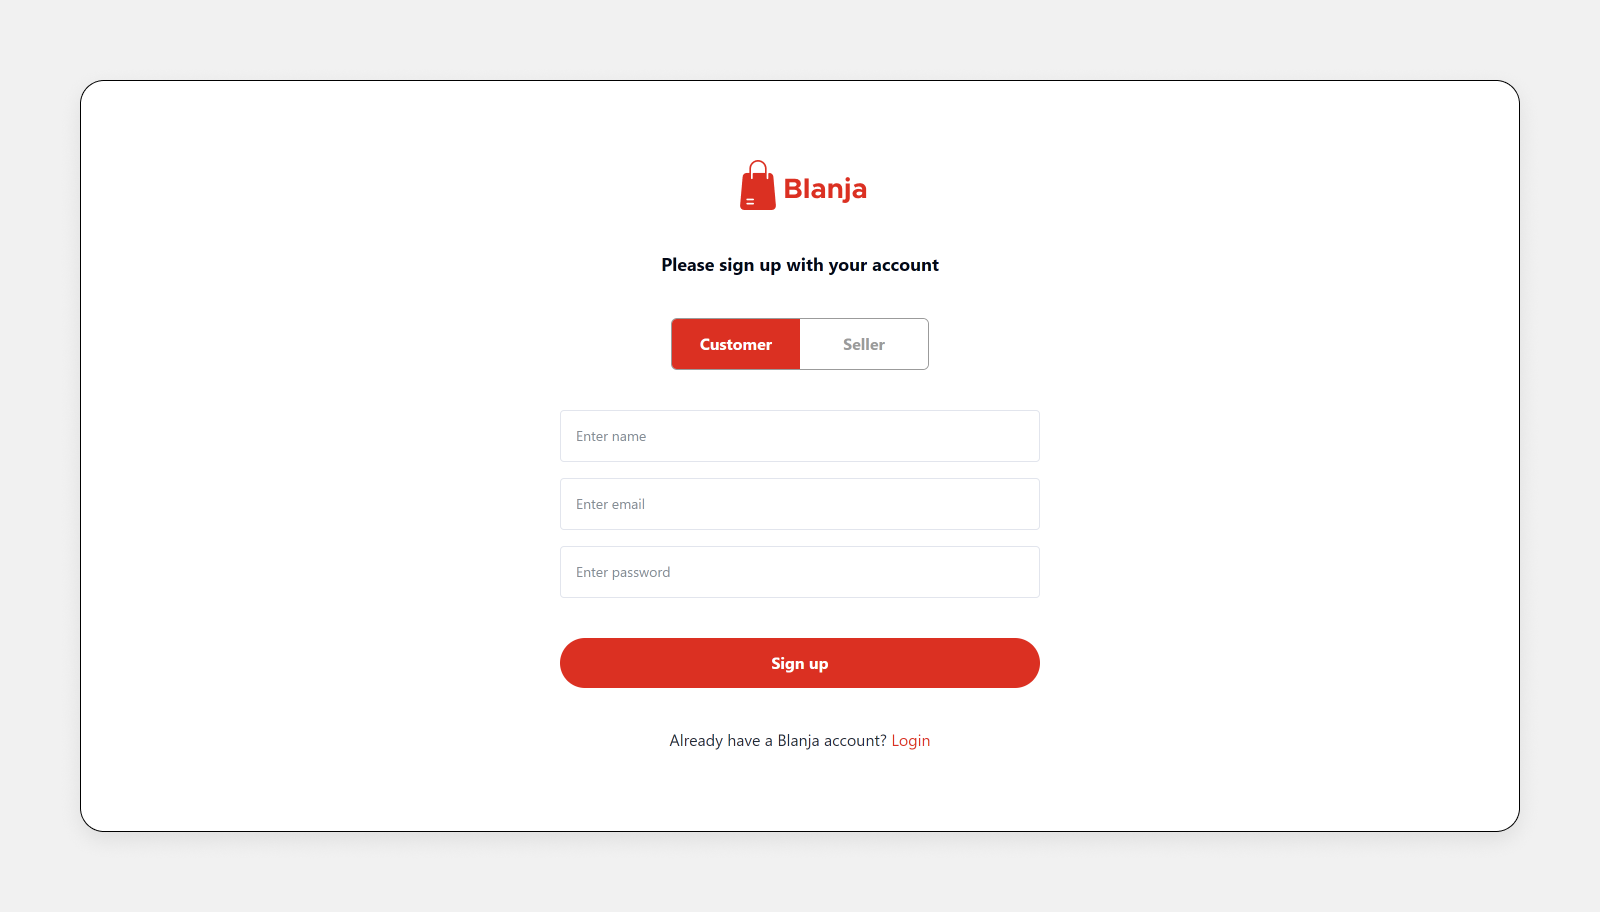 Blanja
Please sign up with your account
Customer Seller
Enter name
Enter email
Enter password
Sign up
Already have a Blanja account? Login